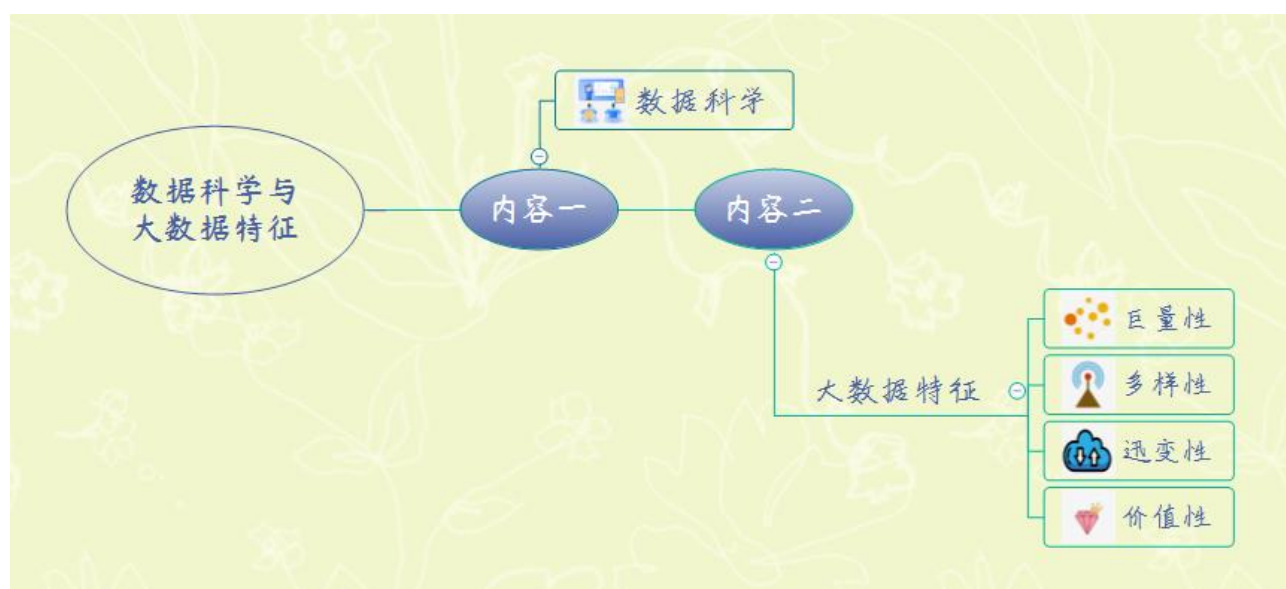 数据科学
数据科学与
大数据特征
内容一
内容二
大数据特征
巨量性
多样性
迅变性
价值性